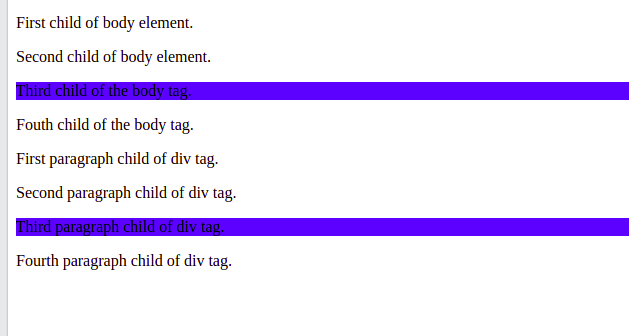 First child of body element.
Second child of body element.
Third child of the body tag.
Fouth child of the body tag.
First paragraph child of div tag.
Second paragraph child of div tag.
Third paragraph child of div tag.
Fourth paragraph child of div tag.